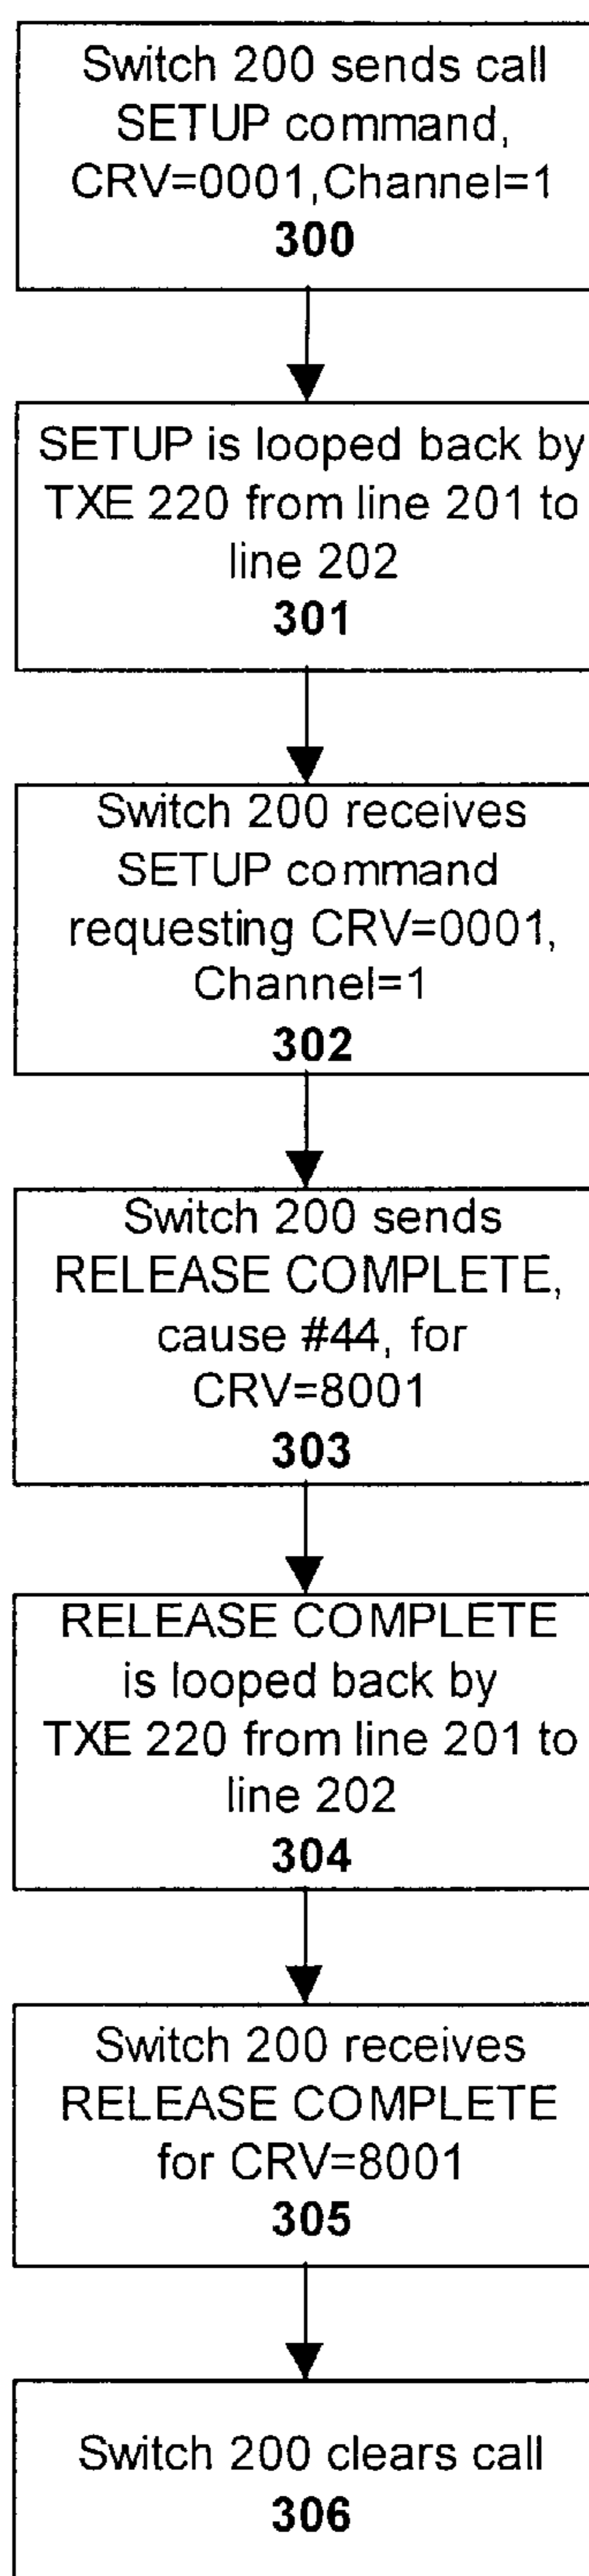 Switch 200 sends call
SETUP command,
CRV=0001,Channel=1
300
SETUP is looped back by
TXE 220 from line 201 to
line 202
301
Switch 200 receives
SETUP command
requesting CRV=0001,
Channel=1
302
Switch 200 sends
RELEASE COMPLETE,
cause #44, for
CRV=8001
303
RELEASE COMPLETE
is looped back by
TXE 220 from line 201 to
line 202
304
Switch 200 receives
RELEASE COMPLETE
for CRV=8001
305
Switch 200 clears call
306